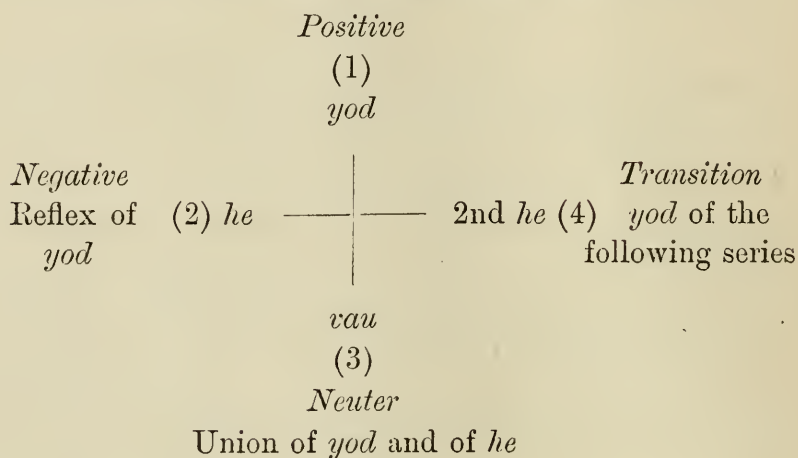 Positive
(1)
yod
Negative
Reflex of (2) he
yod
2nd he (4)
Transition
yod of the
following series
vau
(3)
Neuter
Union of yod and of he